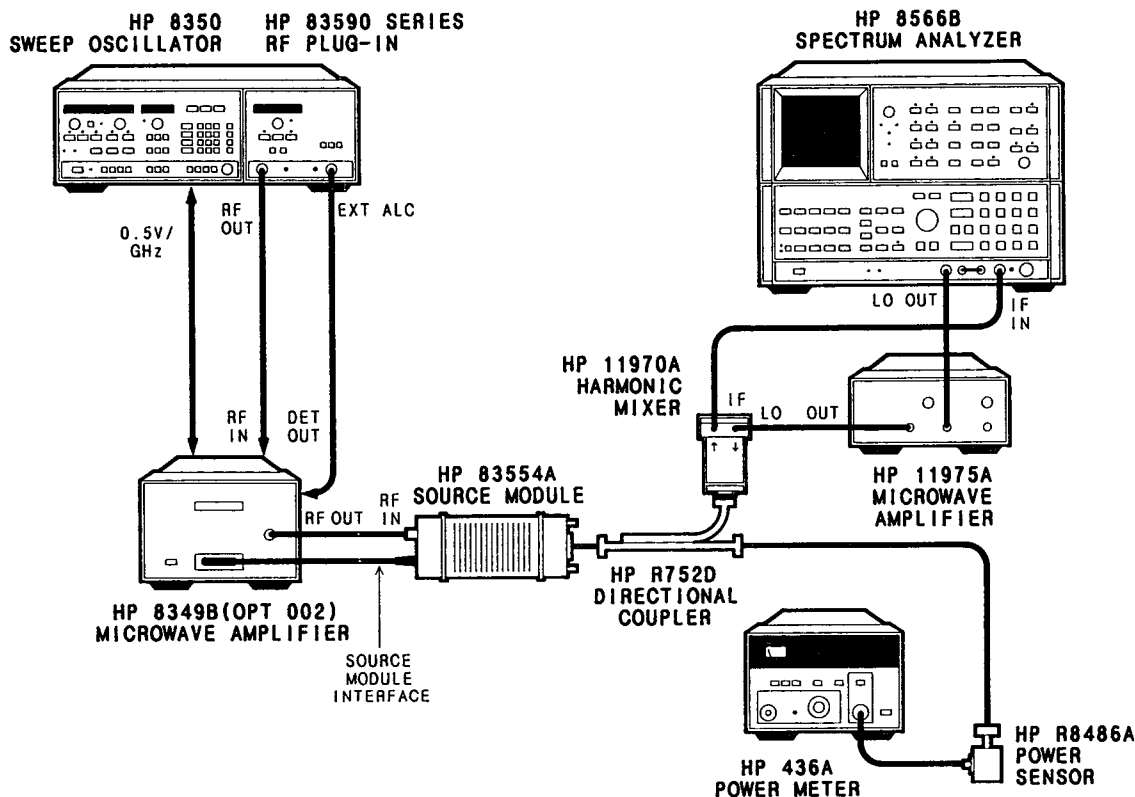 HP 8350
SWEEP OSCILLATOR
HP 83590 SERIES
RF PLUG-IN
HP 8566B
SPECTRUM ANALYZER
0.5V/
GHz
RF
OUT
EXT ALC
LO OUT
IF
IN
HP 11970A
HARMONIC
MIXER
IF
LO OUT
RF
IN
DET
OUT
HP 11975A
MICROWAVE
AMPLIFIER
HP 83554A
SOURCE MODULE
RF OUT
RF
IN
HP R752D
DIRECTIONAL
COUPLER
HP 8349B(OPT 002)
MICROWAVE AMPLIFIER
SOURCE
MODULE
INTERFACE
HP 436A
POWER METER
HP R8486A
POWER
SENSOR